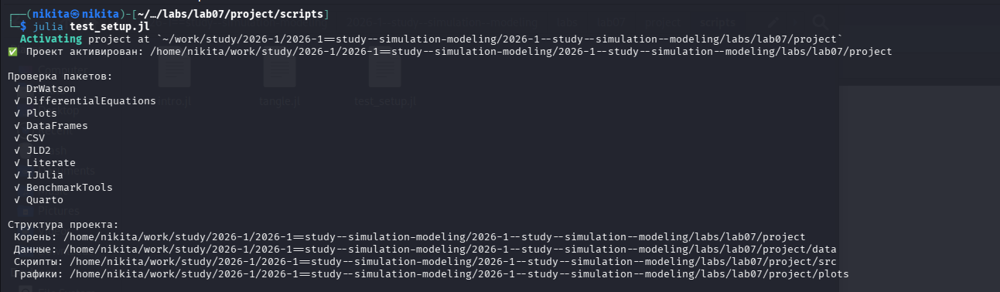 ┌──(nikita㉿nikita)-[~/…/labs/lab07/project/scripts]
└─$ julia test_setup.jl
  Activating project at `~/work/study/2026-1/2026-1==study--simulation-modeling/2026-1--study--simulation--modeling/labs/lab07/project`
✅ Проект активирован: /home/nikita/work/study/2026-1/2026-1==study--simulation-modeling/2026-1--study--simulation--modeling/labs/lab07/project
Проверка пакетов:
 √ DrWatson
 √ DifferentialEquations
 √ Plots
 √ DataFrames
 √ CSV
 √ JLD2
 √ Literate
 √ IJulia
 √ BenchmarkTools
 √ Quarto
Структура проекта:
 Корень: /home/nikita/work/study/2026-1/2026-1==study--simulation-modeling/2026-1--study--simulation--modeling/labs/lab07/project
 Данные: /home/nikita/work/study/2026-1/2026-1==study--simulation-modeling/2026-1--study--simulation--modeling/labs/lab07/project/data
 Скрипты: /home/nikita/work/study/2026-1/2026-1==study--simulation-modeling/2026-1--study--simulation--modeling/labs/lab07/project/src
 Графики: /home/nikita/work/study/2026-1/2026-1==study--simulation-modeling/2026-1--study--simulation--modeling/labs/lab07/project/plots
tangle.jl
test_setup.jl
Pictures